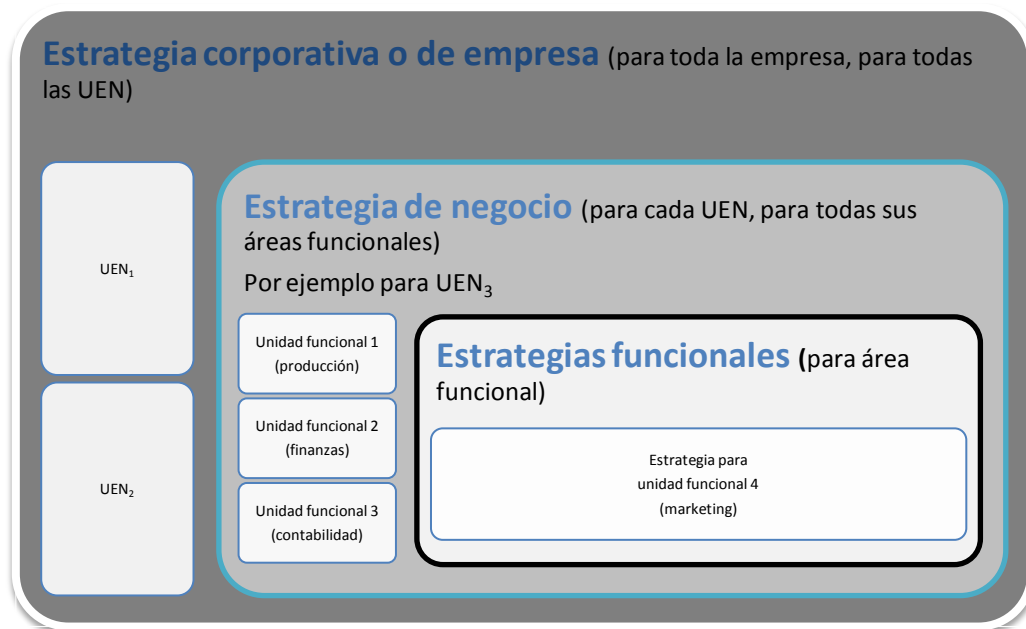 Estrategia corporativa o de empresa (para toda la empresa, para todas
las UEN)
UEN₁
UEN₂
Estrategia de negocio (para cada UEN, para todas sus
áreas funcionales)
Por ejemplo para UEN₃
Unidad funcional 1
(producción)
Unidad funcional 2
(finanzas)
Unidad funcional 3
(contabilidad)
Estrategias funcionales (para área
funcional)
Estrategia para
unidad funcional 4
(marketing)